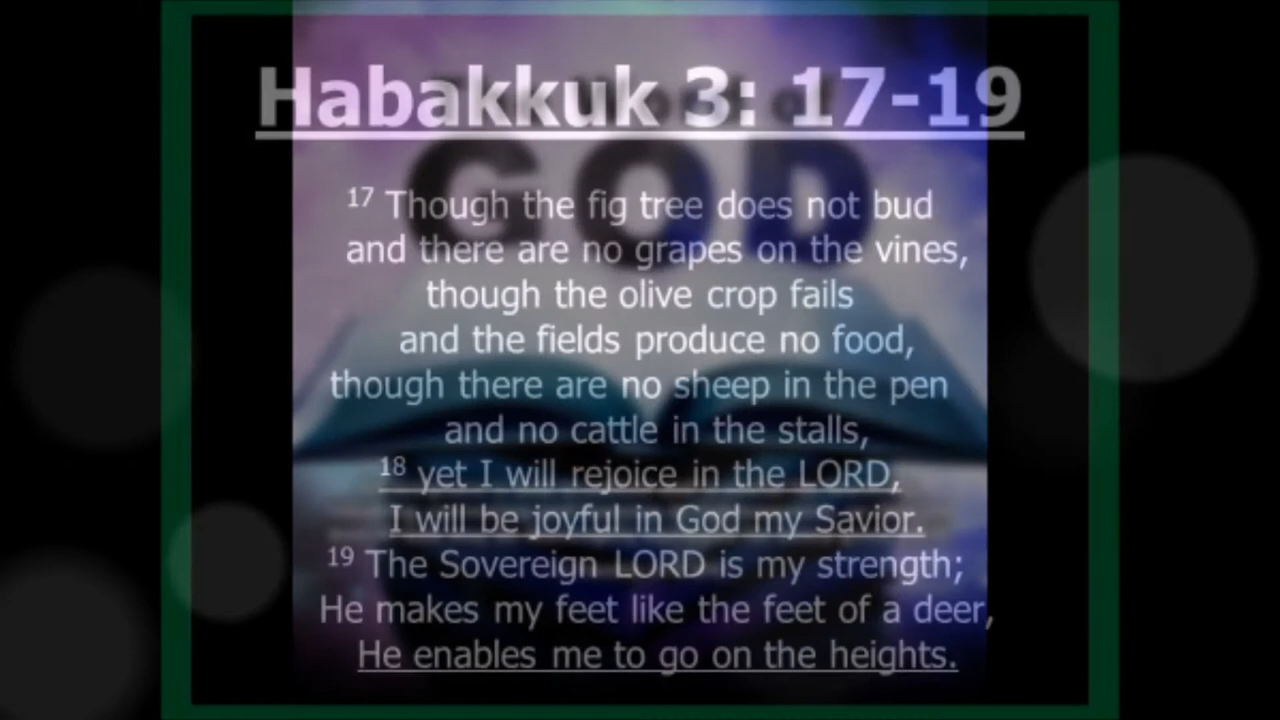 Habakkuk 3: 17-19
GOD
17 Though the fig tree does not bud
and there are no grapes on the vines,
though the olive crop fails
and the fields produce no food,
though there are no sheep in the pen
and no cattle in the stalls,
18 yet I will rejoice in the LORD,
I will be joyful in God my Savior.
19 The Sovereign LORD is my strength;
He makes my feet like the feet of a deer,
He enables me to go on the heights.